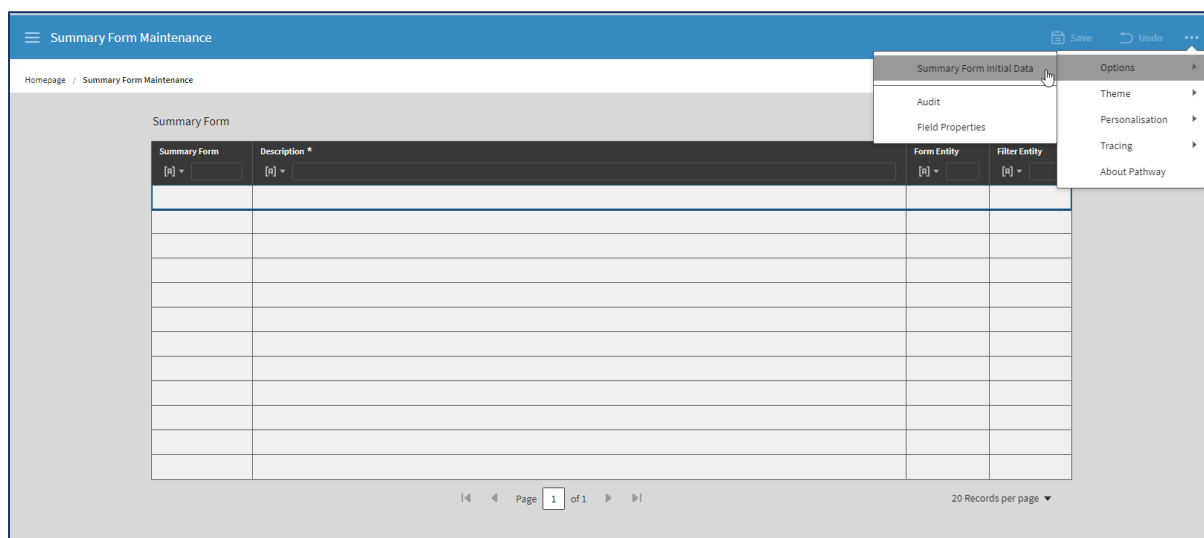 Summary Form Maintenance
Save
Undo
Homepage / Summary Form Maintenance
Summary Form Initial Data
Audit
Field Properties
Options
Theme
Personalisation
Tracing
About Pathway
Summary Form
Summary Form
Description *
Form Entity
Filter Entity
[A]
[A]
[A]
[A]
Page 1 of 1
20 Records per page